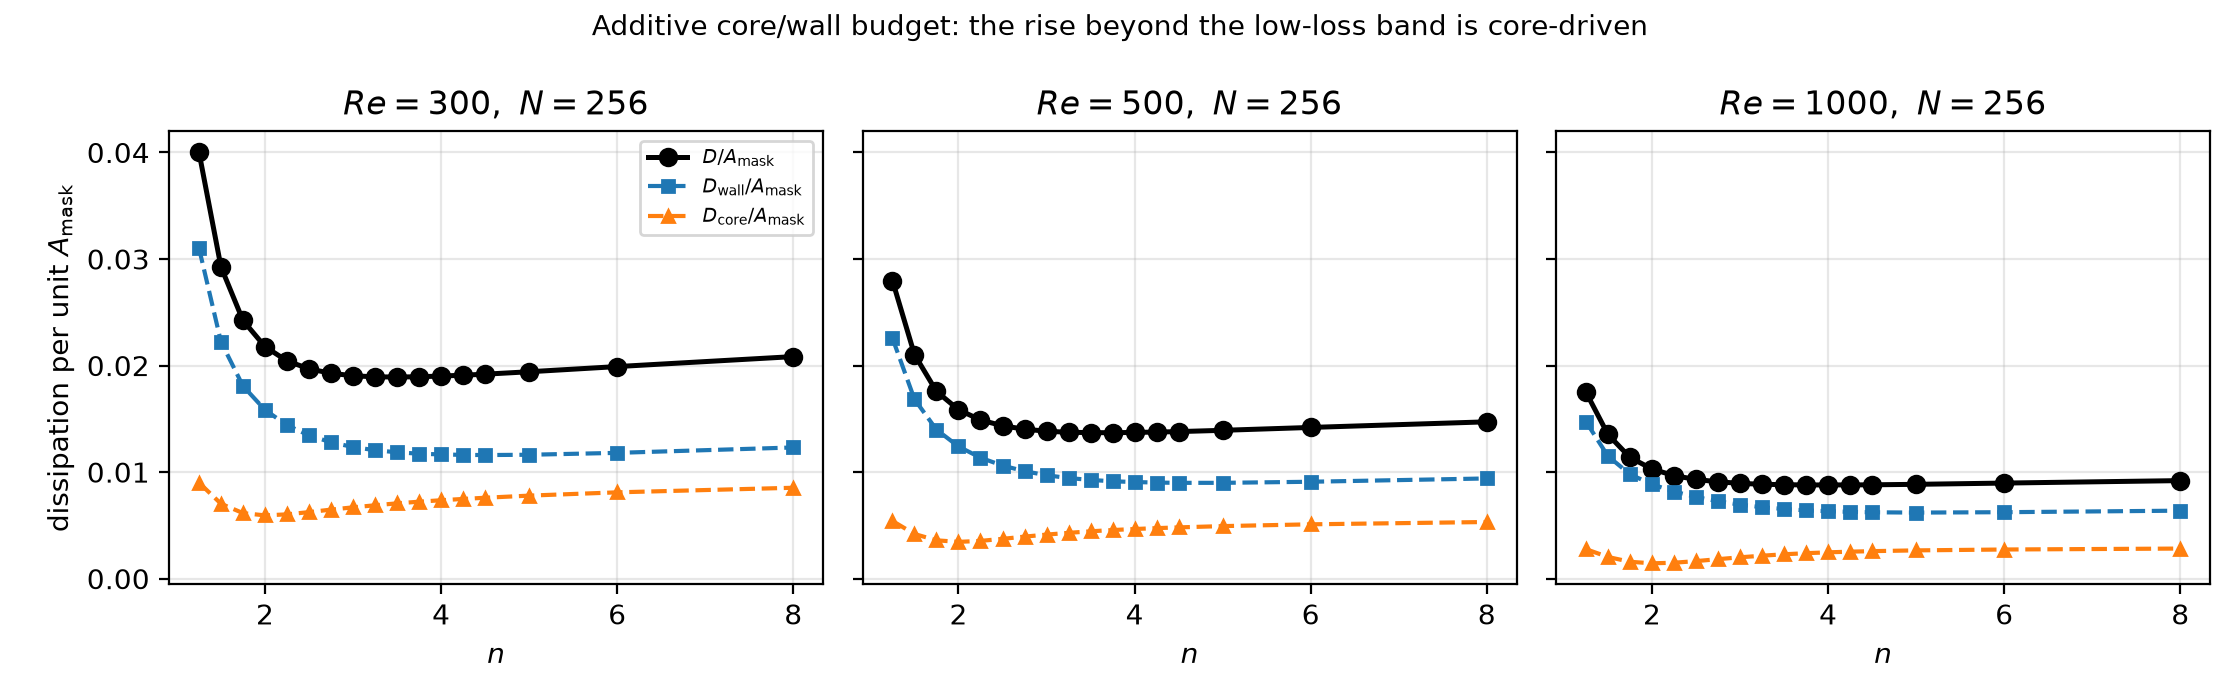 Additive core/wall budget: the rise beyond the low-loss band is core-driven
Re = 300, N = 256
Re = 500, N = 256
Re = 1000, N = 256
dissipation per unit A_mask
0.04
0.03
0.02
0.01
0.00
D/A_mask
D_wall/A_mask
D_core/A_mask
2 4 6 8
2 4 6 8
2 4 6 8
n
n
n